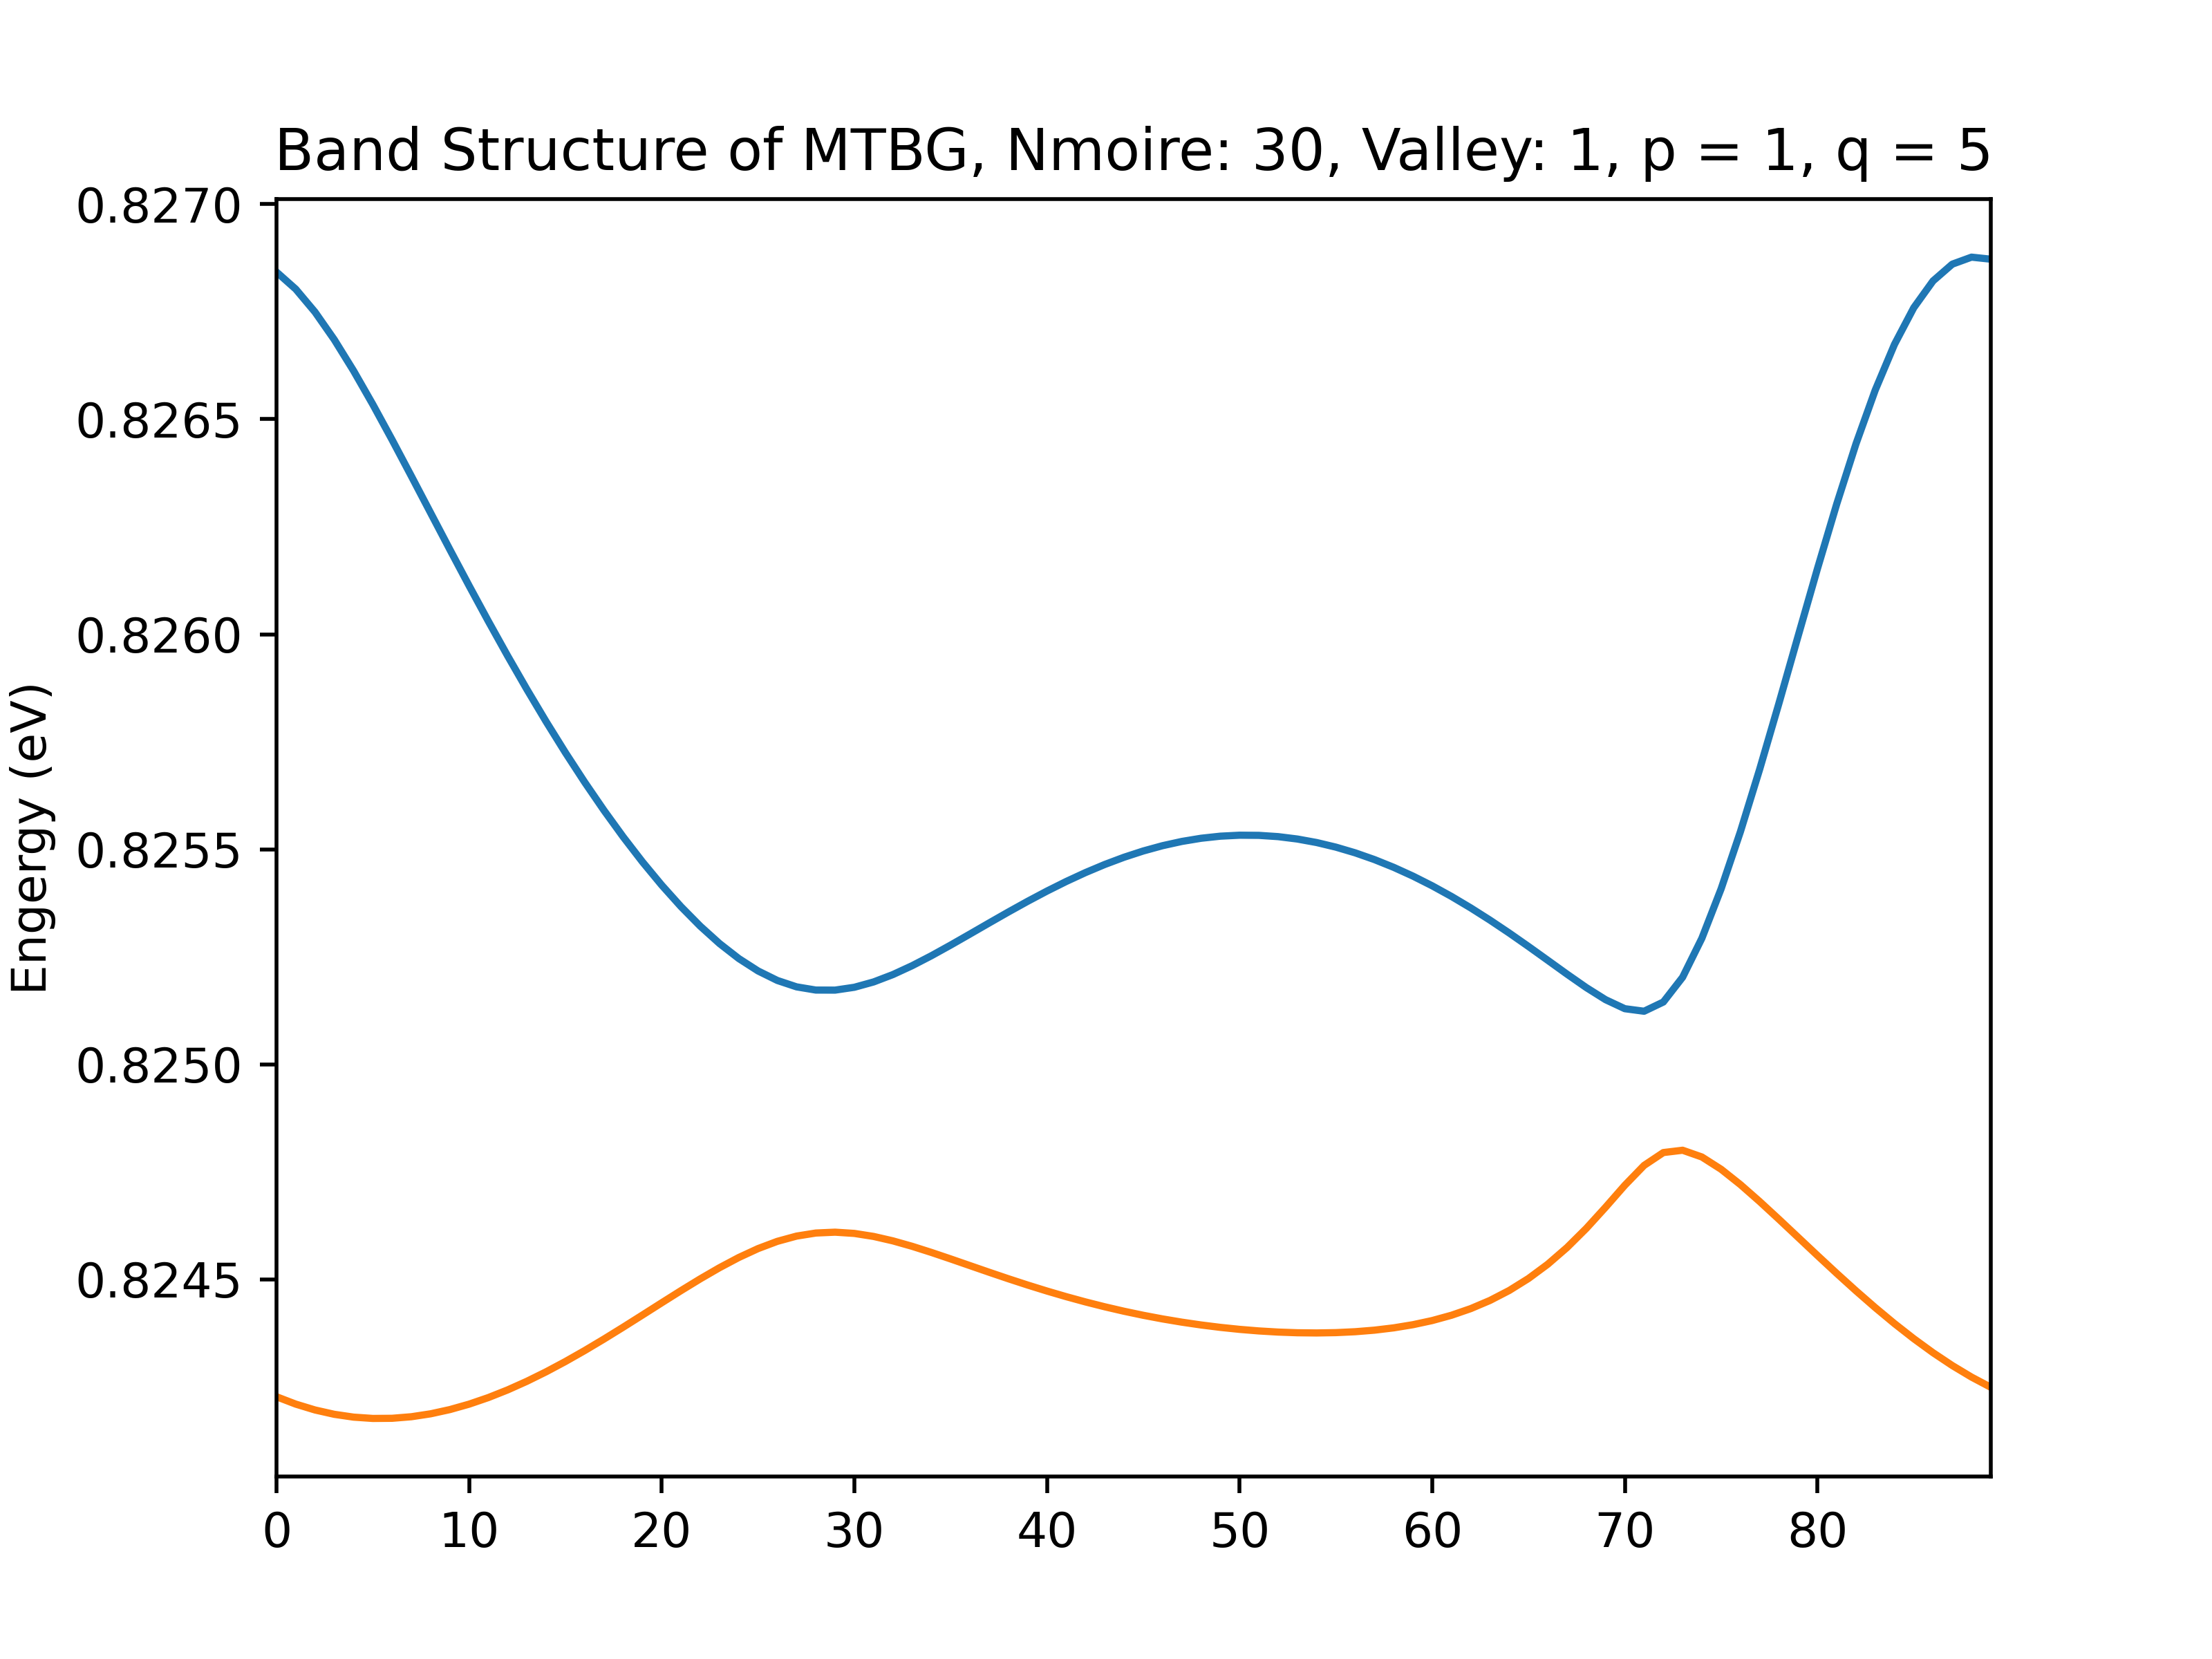 Band Structure of MTBG, Nmoire: 30, Valley: 1, p = 1, q = 5
0.8270
0.8265
0.8260
0.8255
0.8250
0.8245
Engergy (eV)
0 10 20 30 40 50 60 70 80